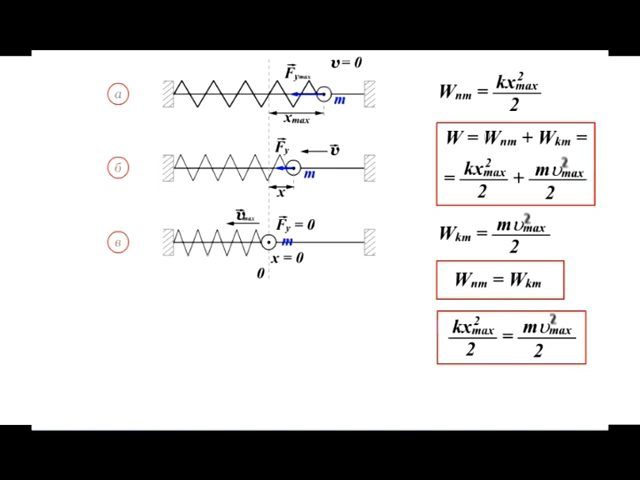 а
F⃗уmax
v = 0
m
xmax
Wпт = kx²max / 2
б
F⃗у
v⃗
m
x
W = Wпт + Wкт =
= kx²max / 2 + mυ²max / 2
в
v⃗max
F⃗у = 0
m
x = 0
0
Wкт = mυ²max / 2
Wпт = Wкт
kx²max / 2 = mυ²max / 2